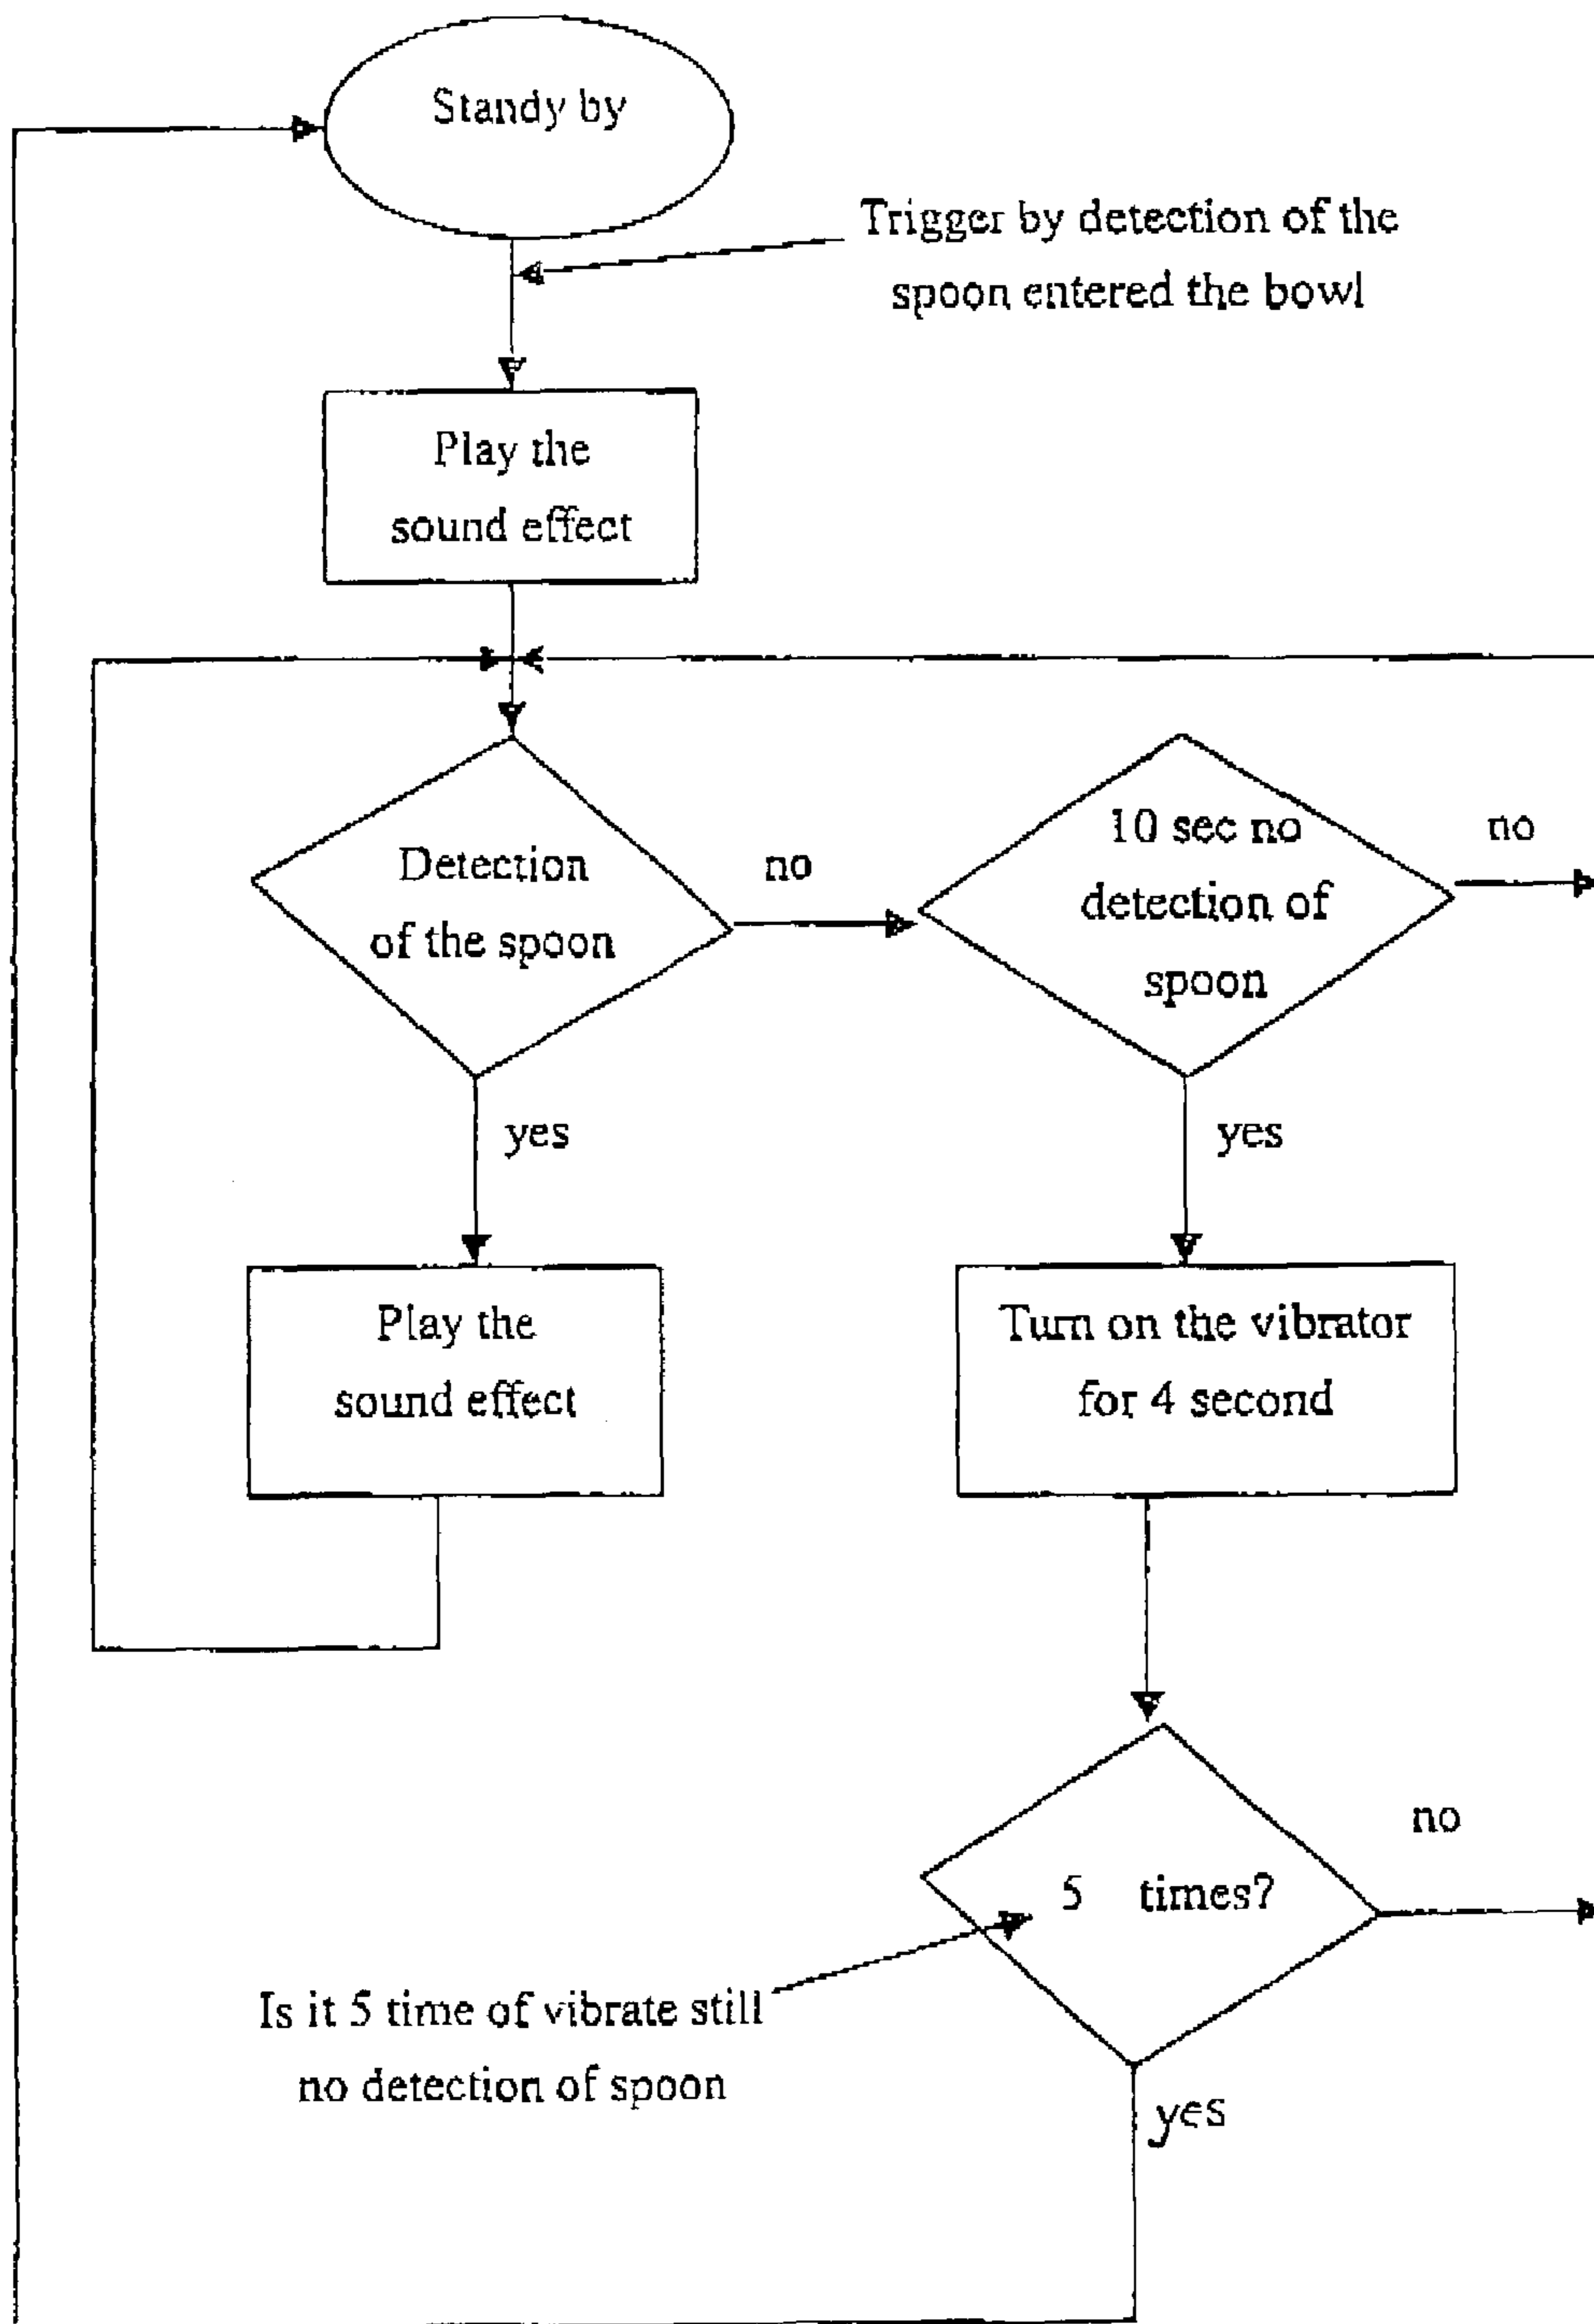 Standy by
Trigger by detection of the
spoon entered the bowl
Play the
sound effect
Detection
of the spoon
no
10 sec no
detection of
spoon
no
yes
yes
Play the
sound effect
Turn on the vibrator
for 4 second
no
5 times?
Is it 5 time of vibrate still
no detection of spoon
yes